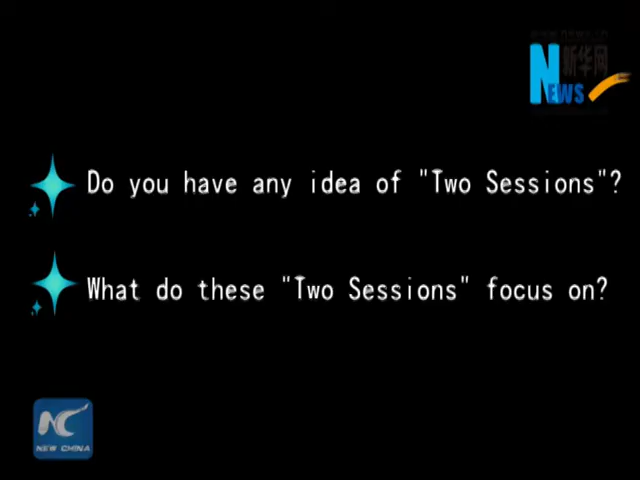 新华网
NEWS
Do you have any idea of "Two Sessions"?
What do these "Two Sessions" focus on?
NEW CHINA